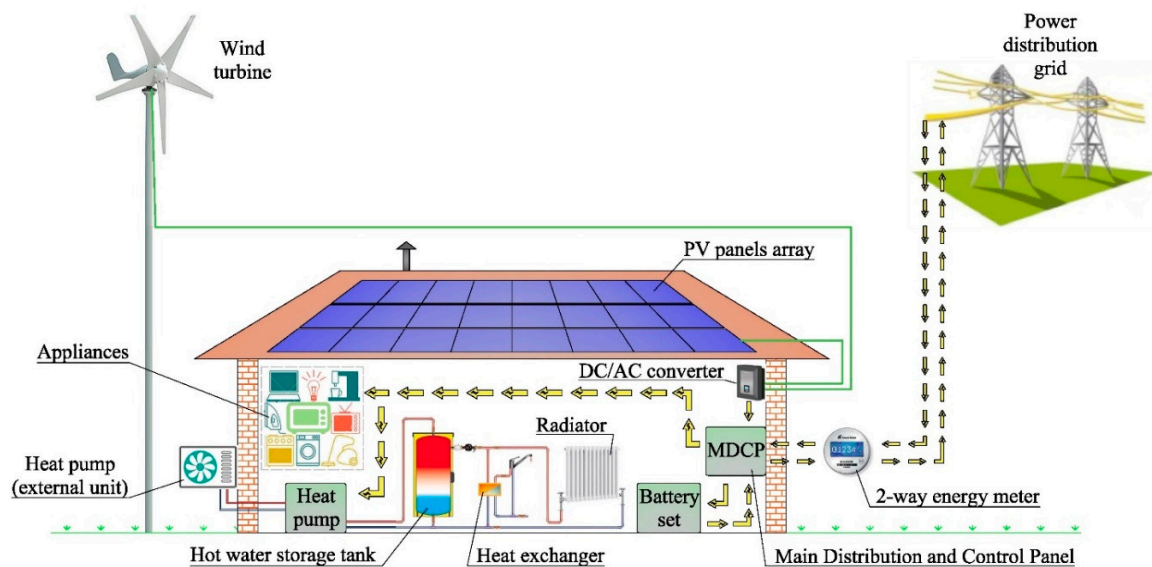 Wind
turbine
Power
distribution
grid
PV panels array
Appliances
DC/AC converter
Radiator
MDCP
Heat pump
(external unit)
Heat
pump
Battery
set
2-way energy meter
Hot water storage tank
Heat exchanger
Main Distribution and Control Panel